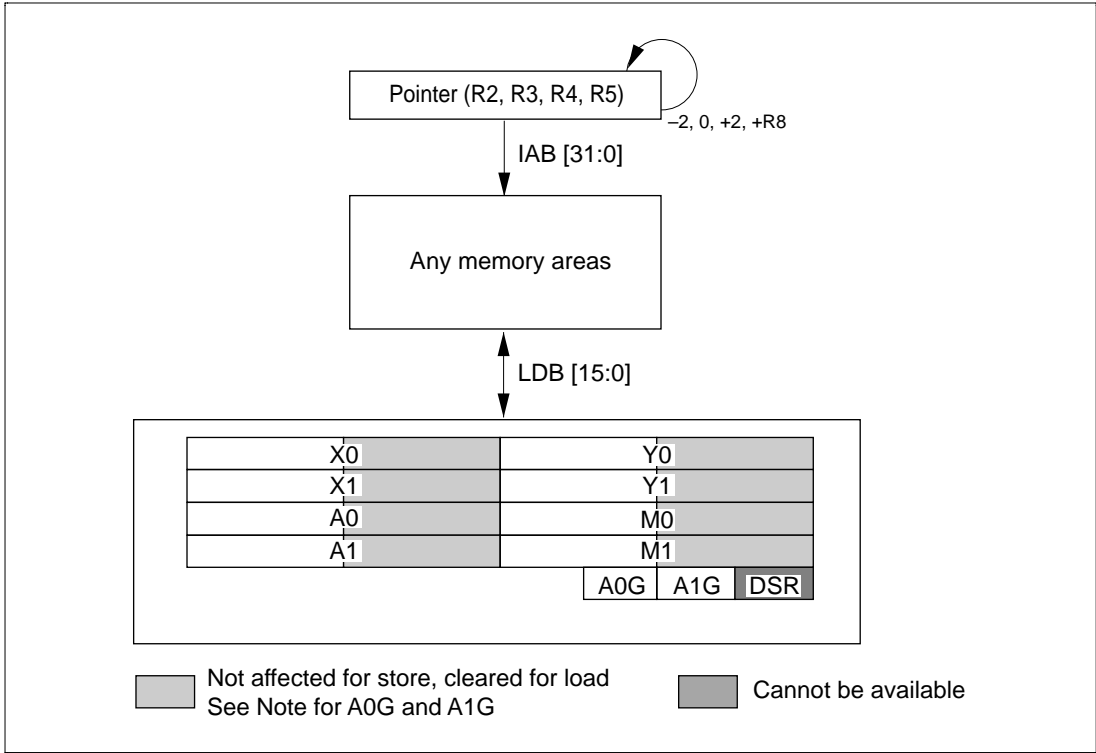 Pointer (R2, R3, R4, R5)
–2, 0, +2, +R8
IAB [31:0]
Any memory areas
LDB [15:0]
X0 Y0
X1 Y1
A0 M0
A1 M1
A0G A1G DSR
Not affected for store, cleared for load
See Note for A0G and A1G
Cannot be available